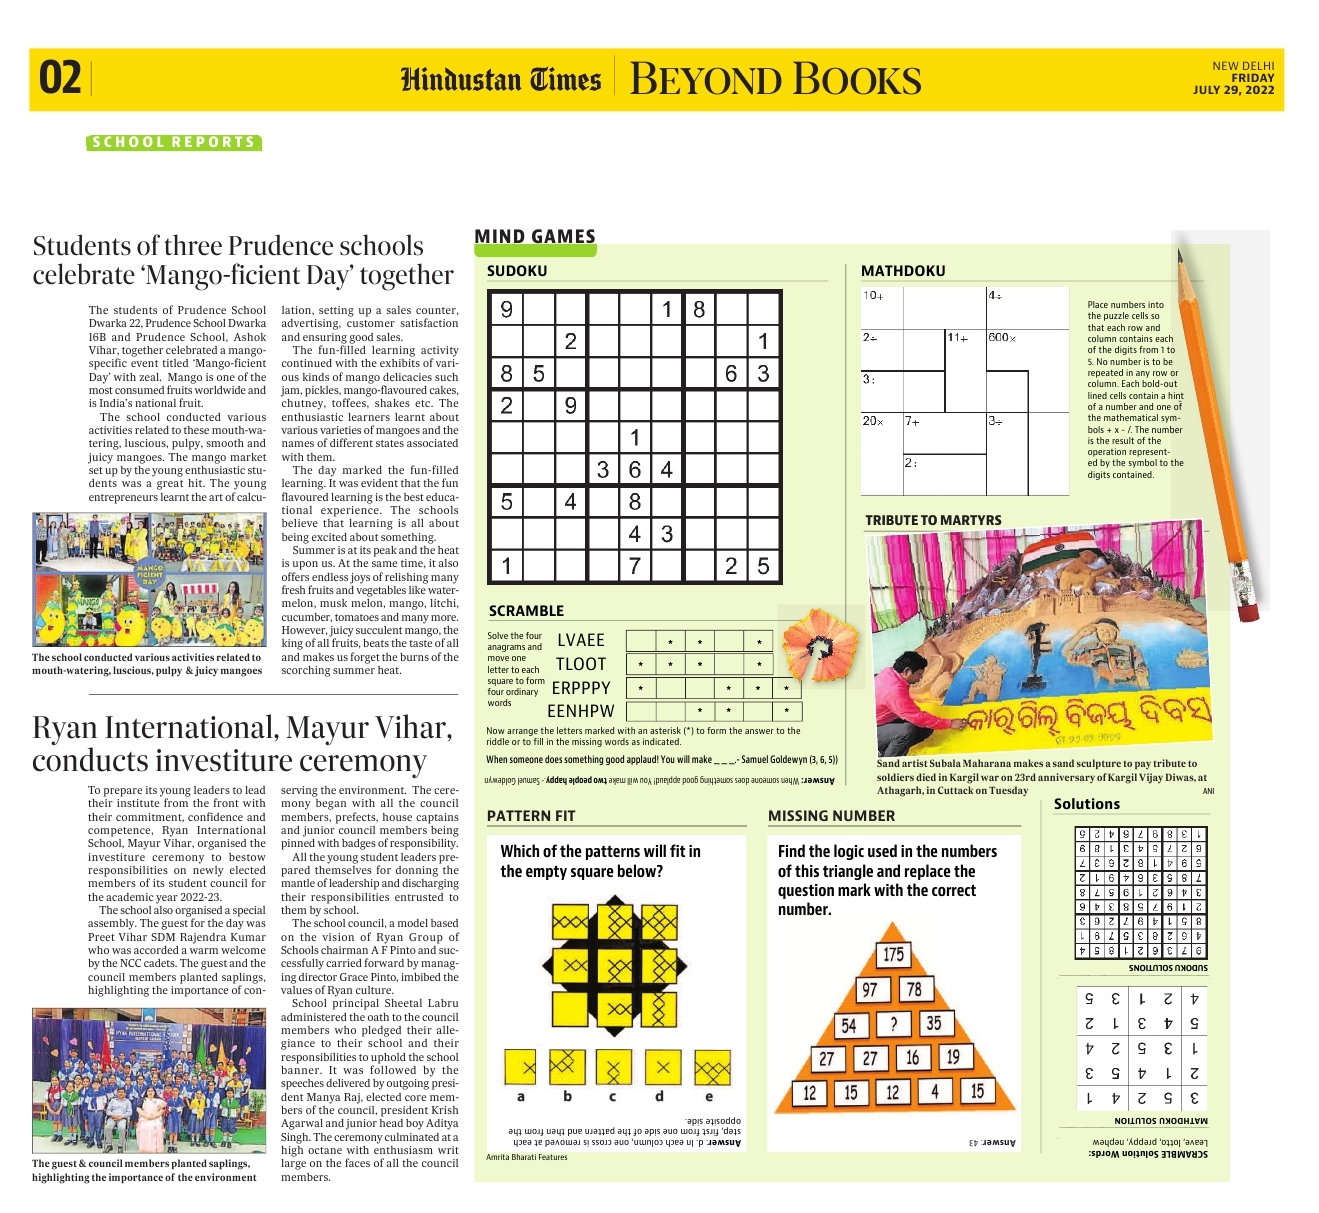 02
Hindustan Times
BEYOND BOOKS
NEW DELHI
FRIDAY
JULY 29, 2022
SCHOOL REPORTS
Students of three Prudence schools
celebrate ‘Mango-ficient Day’ together
The students of Prudence School
Dwarka 22, Prudence School Dwarka
16B and Prudence School, Ashok
Vihar, together celebrated a mango-
specific event titled ‘Mango-ficient
Day’ with zeal. Mango is one of the
most consumed fruits worldwide and
is India’s national fruit.
The school conducted various
activities related to these mouth-wa-
tering, luscious, pulpy, smooth and
juicy mangoes. The mango market
set up by the young enthusiastic stu-
dents was a great hit. The young
entrepreneurs learnt the art of calcu-
MANGO
FICIENT
DAY
MANGO
The school conducted various activities related to
mouth-watering, luscious, pulpy & juicy mangoes
lation, setting up a sales counter,
advertising, customer satisfaction
and ensuring good sales.
The fun-filled learning activity
continued with the exhibits of vari-
ous kinds of mango delicacies such
jam, pickles, mango-flavoured cakes,
chutney, toffees, shakes etc. The
enthusiastic learners learnt about
various varieties of mangoes and the
names of different states associated
with them.
The day marked the fun-filled
learning. It was evident that the fun
flavoured learning is the best educa-
tional experience. The schools
believe that learning is all about
being excited about something.
Summer is at its peak and the heat
is upon us. At the same time, it also
offers endless joys of relishing many
fresh fruits and vegetables like water-
melon, musk melon, mango, litchi,
cucumber, tomatoes and many more.
However, juicy succulent mango, the
king of all fruits, beats the taste of all
and makes us forget the burns of the
scorching summer heat.
Ryan International, Mayur Vihar,
conducts investiture ceremony
To prepare its young leaders to lead
their institute from the front with
their commitment, confidence and
competence, Ryan International
School, Mayur Vihar, organised the
investiture ceremony to bestow
responsibilities on newly elected
members of its student council for
the academic year 2022-23.
The school also organised a special
assembly. The guest for the day was
Preet Vihar SDM Rajendra Kumar
who was accorded a warm welcome
by the NCC cadets. The guest and the
council members planted saplings,
highlighting the importance of con-
RYAN INTERNATIONAL SCHOOL
The guest & council members planted saplings,
highlighting the importance of the environment
serving the environment. The cere-
mony began with all the council
members, prefects, house captains
and junior council members being
pinned with badges of responsibility.
All the young student leaders pre-
pared themselves for donning the
mantle of leadership and discharging
their responsibilities entrusted to
them by school.
The school council, a model based
on the vision of Ryan Group of
Schools chairman A F Pinto and suc-
cessfully carried forward by manag-
ing director Grace Pinto, imbibed the
values of Ryan culture.
School principal Sheetal Labru
administered the oath to the council
members who pledged their alle-
giance to their school and their
responsibilities to uphold the school
banner. It was followed by the
speeches delivered by outgoing presi-
dent Manya Raj, elected core mem-
bers of the council, president Krish
Agarwal and junior head boy Aditya
Singh. The ceremony culminated at a
high octane with enthusiasm writ
large on the faces of all the council
members.
MIND GAMES
SUDOKU
9 1 8
2 1
8 5 6 3
2 9
1
3 6 4
5 4 8
4 3
1 7 2 5
SCRAMBLE
Solve the four
anagrams and
move one
letter to each
square to form
four ordinary
words
LVAEE * * *
TLOOT * * * *
ERPPPY * * * *
EENHPW * * *
Now arrange the letters marked with an asterisk (*) to form the answer to the
riddle or to fill in the missing words as indicated.
When someone does something good applaud! You will make _ _ _.- Samuel Goldewyn (3, 6, 5))
Answer: When someone does something good applaud! You will make two people happy.- Samuel Goldewyn
MATHDOKU
10+ 4÷
2÷ 11+ 600×
3:
20× 7+ 3÷
2:
Place numbers into
the puzzle cells so
that each row and
column contains each
of the digits from 1 to
5. No number is to be
repeated in any row or
column. Each bold-out
lined cells contain a hint
of a number and one of
the mathematical sym-
bols + x - /. The number
is the result of the
operation represent-
ed by the symbol to the
digits contained.
TRIBUTE TO MARTYRS
କାରଗିଲ୍ ବିଜୟ ଦିବସ
Sand artist Subala Maharana makes a sand sculpture to pay tribute to
soldiers died in Kargil war on 23rd anniversary of Kargil Vijay Diwas, at
Athagarh, in Cuttack on Tuesday
ANI
PATTERN FIT
Which of the patterns will fit in
the empty square below?
a b c d e
Answer: d. In each column, one cross is removed at each
step, first from one side of the pattern and then from the
opposite side.
Amrita Bharati Features
MISSING NUMBER
Find the logic used in the numbers
of this triangle and replace the
question mark with the correct
number.
175
97 78
54 ? 35
27 27 16 19
12 15 12 4 15
Answer: 43
Solutions
SUDOKU SOLUTIONS
9 7 3 6 2 1 8 5 4
4 6 2 8 3 5 7 9 1
8 5 1 4 9 7 2 6 3
2 1 9 7 5 8 3 4 6
3 4 6 2 1 9 5 7 8
7 8 5 3 6 4 9 1 2
5 9 4 1 8 2 6 3 7
6 2 7 5 4 3 1 8 9
1 3 8 9 7 6 4 2 5
MATHDOKU SOLUTION
3 5 2 4 1
2 1 4 5 3
1 3 5 2 4
5 4 3 1 2
4 2 1 3 5
SCRAMBLE Solution Words:
Leave, lotto, preppy, nephew